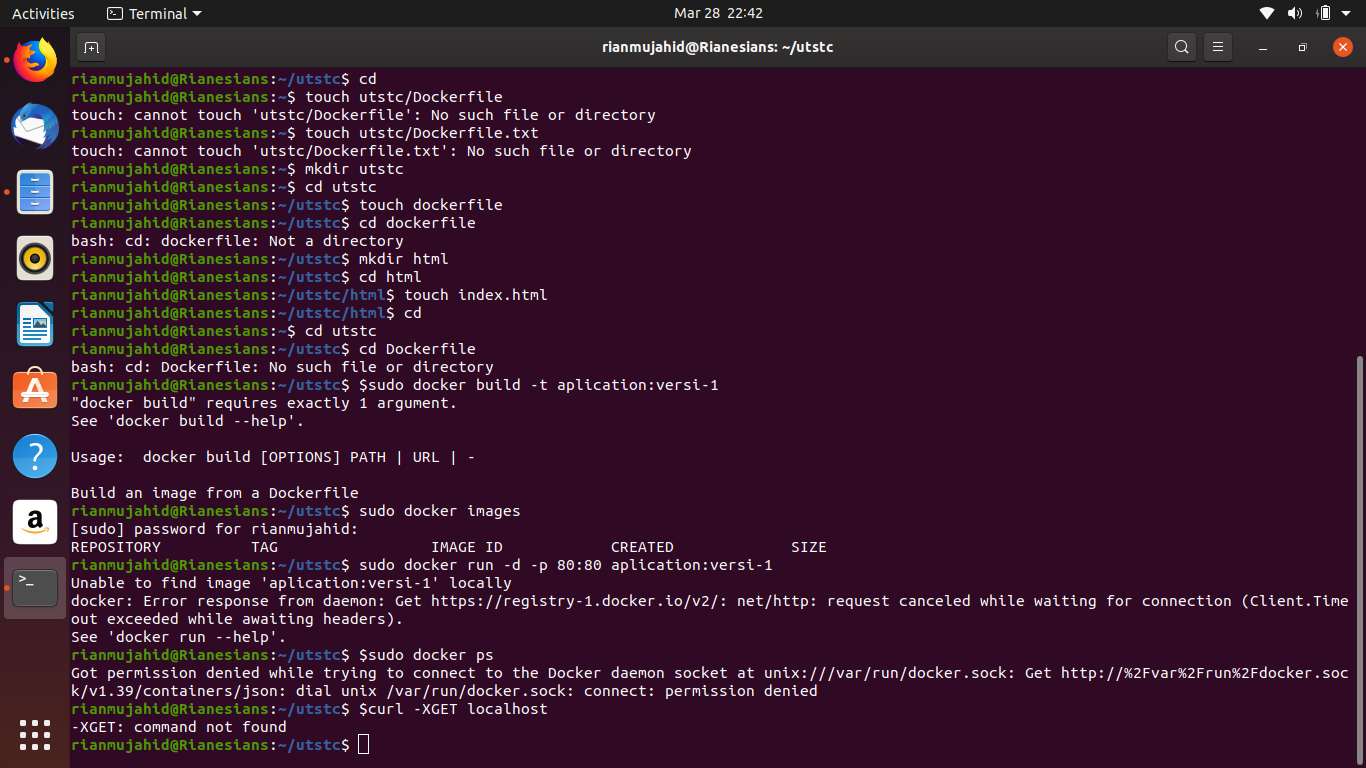 Activities
Terminal
Mar 28 22:42
rianmujahid@Rianesians: ~/utstc
rianmujahid@Rianesians:~/utstc$ cd
rianmujahid@Rianesians:~$ touch utstc/Dockerfile
touch: cannot touch 'utstc/Dockerfile': No such file or directory
rianmujahid@Rianesians:~$ touch utstc/Dockerfile.txt
touch: cannot touch 'utstc/Dockerfile.txt': No such file or directory
rianmujahid@Rianesians:~$ mkdir utstc
rianmujahid@Rianesians:~$ cd utstc
rianmujahid@Rianesians:~/utstc$ touch dockerfile
rianmujahid@Rianesians:~/utstc$ cd dockerfile
bash: cd: dockerfile: Not a directory
rianmujahid@Rianesians:~/utstc$ mkdir html
rianmujahid@Rianesians:~/utstc$ cd html
rianmujahid@Rianesians:~/utstc/html$ touch index.html
rianmujahid@Rianesians:~/utstc/html$ cd
rianmujahid@Rianesians:~$ cd utstc
rianmujahid@Rianesians:~/utstc$ cd Dockerfile
bash: cd: Dockerfile: No such file or directory
rianmujahid@Rianesians:~/utstc$ $sudo docker build -t aplication:versi-1
"docker build" requires exactly 1 argument.
See 'docker build --help'.
Usage:  docker build [OPTIONS] PATH | URL | -
Build an image from a Dockerfile
rianmujahid@Rianesians:~/utstc$ sudo docker images
[sudo] password for rianmujahid:
REPOSITORY          TAG                 IMAGE ID            CREATED             SIZE
rianmujahid@Rianesians:~/utstc$ sudo docker run -d -p 80:80 aplication:versi-1
Unable to find image 'aplication:versi-1' locally
docker: Error response from daemon: Get https://registry-1.docker.io/v2/: net/http: request canceled while waiting for connection (Client.Time
out exceeded while awaiting headers).
See 'docker run --help'.
rianmujahid@Rianesians:~/utstc$ $sudo docker ps
Got permission denied while trying to connect to the Docker daemon socket at unix:///var/run/docker.sock: Get http://%2Fvar%2Frun%2Fdocker.soc
k/v1.39/containers/json: dial unix /var/run/docker.sock: connect: permission denied
rianmujahid@Rianesians:~/utstc$ $curl -XGET localhost
-XGET: command not found
rianmujahid@Rianesians:~/utstc$